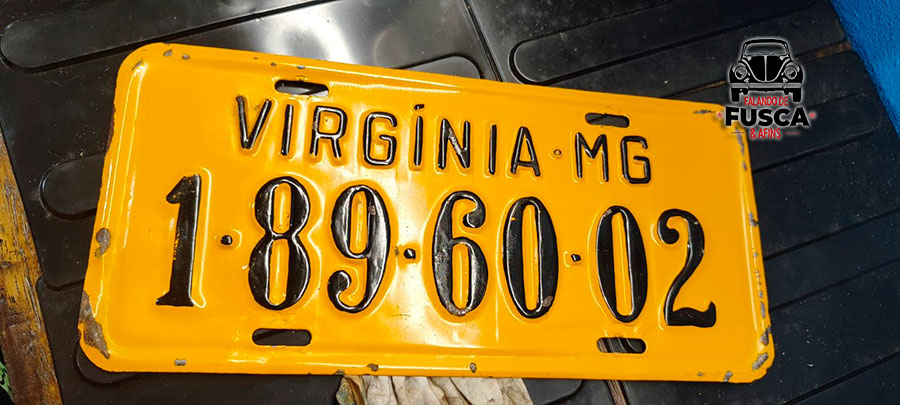 VIRGÍNIA·MG
1·89·60·02
FALANDO DE
FUSCA
& AFINS